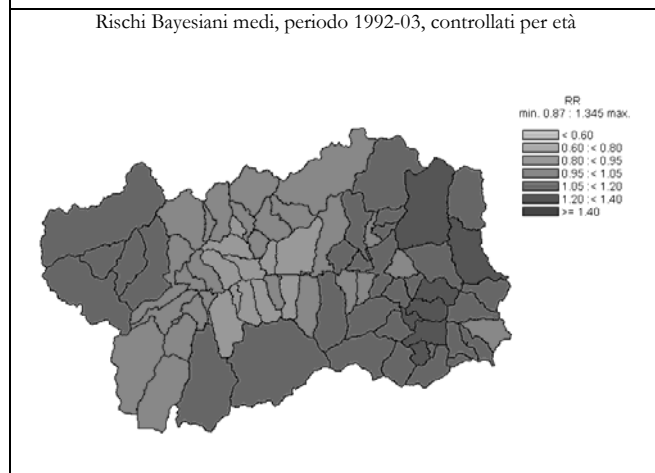 Rischi Bayesiani medi, periodo 1992-03, controllati per età
RR
min. 0.87 : 1.345 max.
< 0.60
0.60 :< 0.80
0.80 :< 0.95
0.95 :< 1.05
1.05 :< 1.20
1.20 :< 1.40
>= 1.40